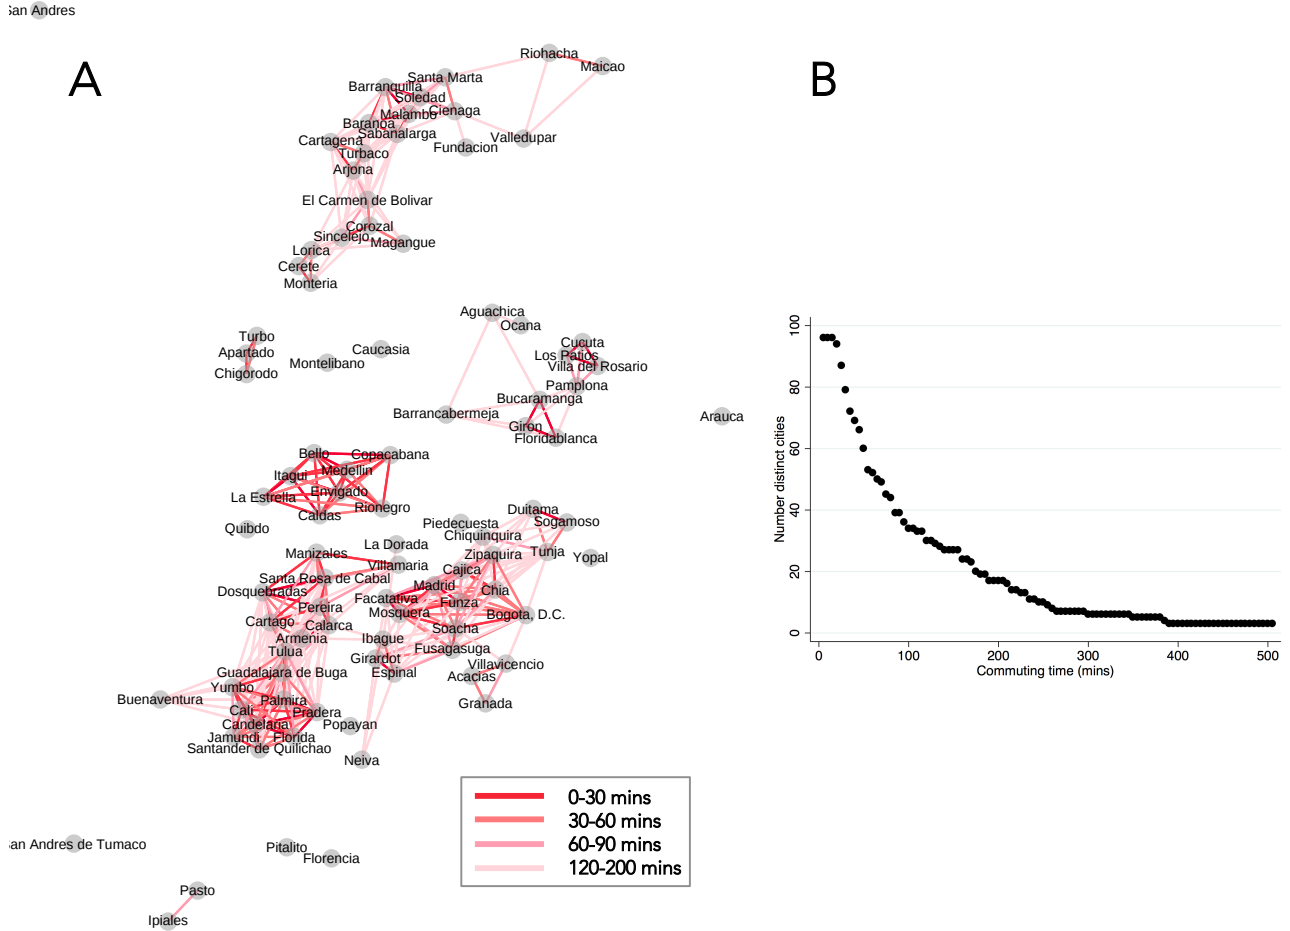 San Andres
A
B
Riohacha
Maicao
Santa Marta
Barranquilla
Soledad
Malambo
Cienaga
Baranoa
Sabanalarga
Cartagena
Turbaco
Fundacion
Valledupar
Arjona
El Carmen de Bolivar
Corozal
Sincelejo
Magangue
Lorica
Cerete
Monteria
Aguachica
Ocana
Turbo
Apartado
Chigorodo
Montelibano
Caucasia
Cucuta
Los Patios
Villa del Rosario
Pamplona
Bucaramanga
Barrancabermeja
Giron
Floridablanca
Arauca
Bello
Copacabana
Itagui
Medellin
La Estrella
Envigado
Rionegro
Caldas
Quibdo
Duitama
Piedecuesta
Sogamoso
Chiquinquira
La Dorada
Manizales
Zipaquira
Tunja
Yopal
Villamaria
Cajica
Santa Rosa de Cabal
Madrid
Dosquebradas
Chia
Facatativa
Funza
Pereira
Mosquera
Bogota, D.C.
Cartago
Calarca
Soacha
Armenia
Ibague
Tulua
Fusagasuga
Girardot
Villavicencio
Guadalajara de Buga
Espinal
Acacias
Yumbo
Buenaventura
Palmira
Granada
Cali
Pradera
Candelaria
Popayan
Jamundi
Florida
Santander de Quilichao
Neiva
San Andres de Tumaco
Pitalito
Florencia
Pasto
Ipiales
0-30 mins
30-60 mins
60-90 mins
120-200 mins
Number distinct cities
100
80
60
40
20
0
0 100 200 300 400 500
Commuting time (mins)